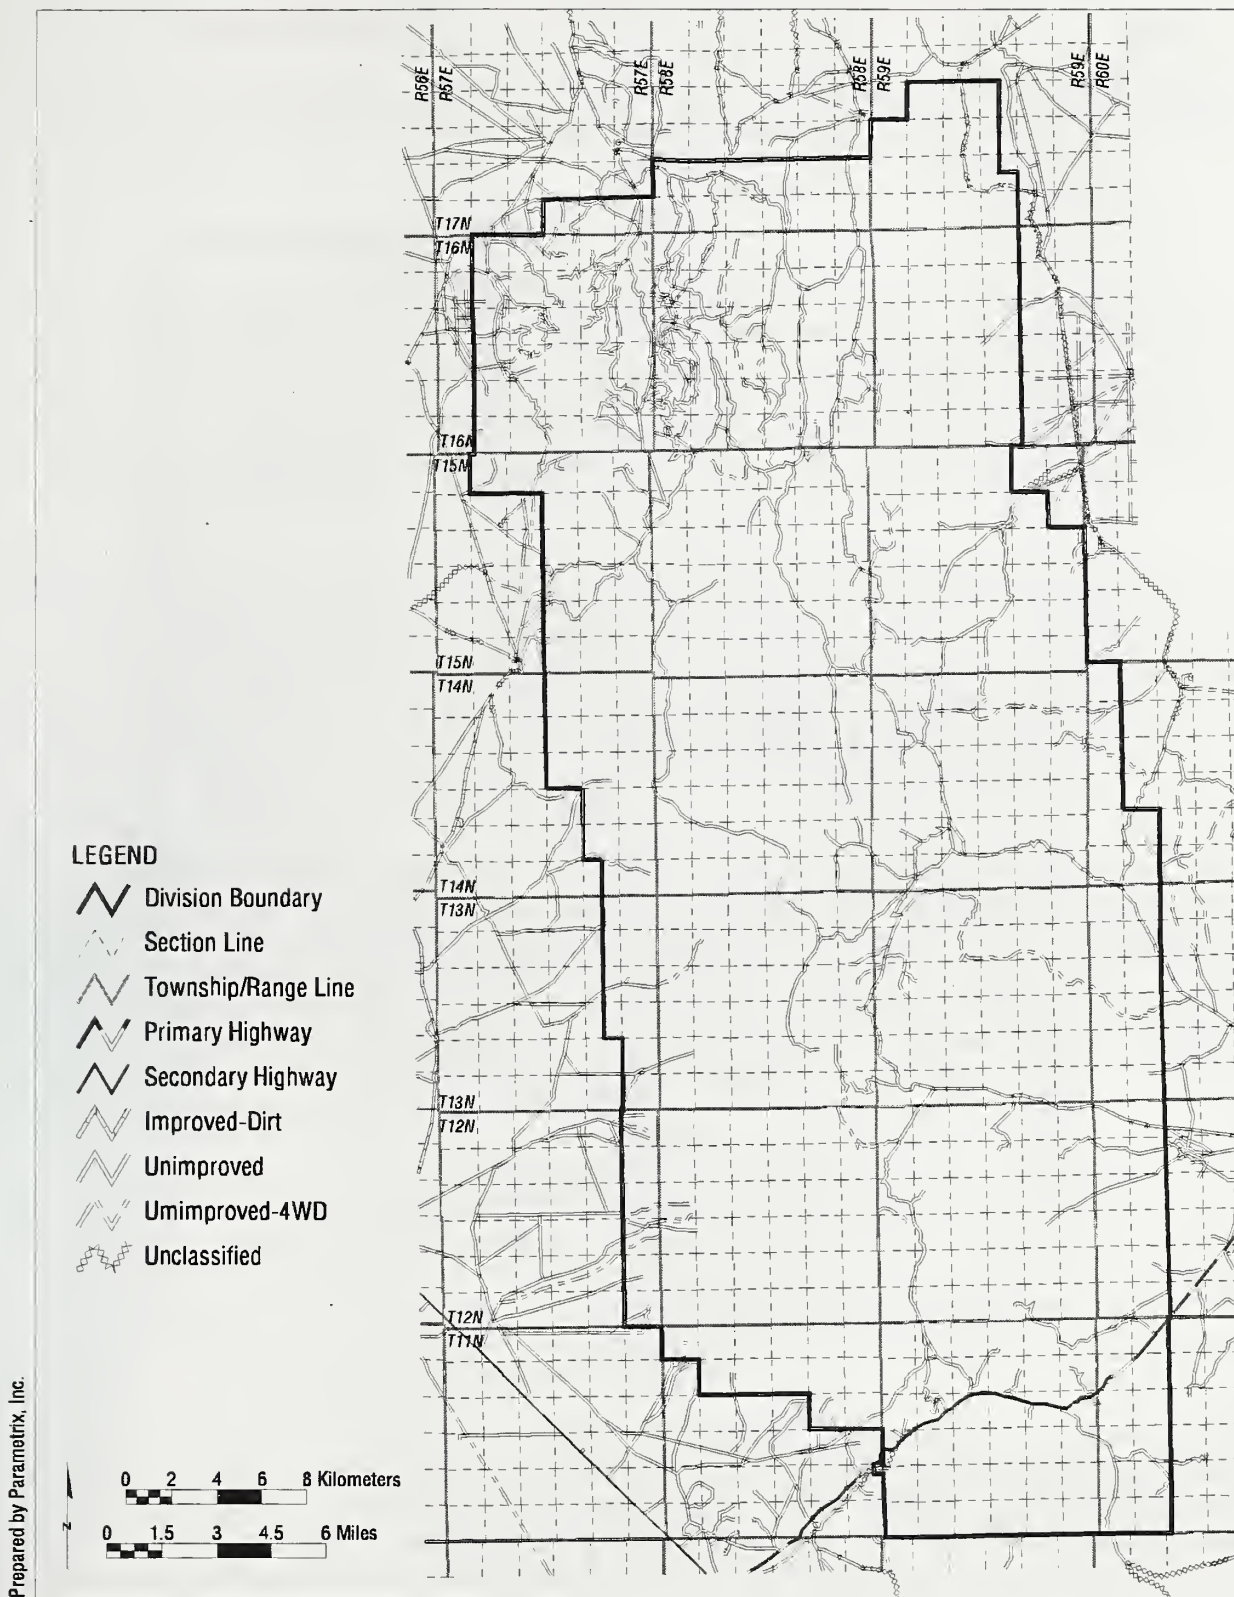 R56E
R57E
R57E
R58E
R58E
R59E
R59E
R60E
T17N
T16N
T16N
T15N
T15N
T14N
T14N
T13N
T13N
T12N
T12N
T11N
LEGEND
Division Boundary
Section Line
Township/Range Line
Primary Highway
Secondary Highway
Improved-Dirt
Unimproved
Umimproved-4WD
Unclassified
0 2 4 6 8 Kilometers
0 1.5 3 4.5 6 Miles
N
Prepared by Parametrix, Inc.